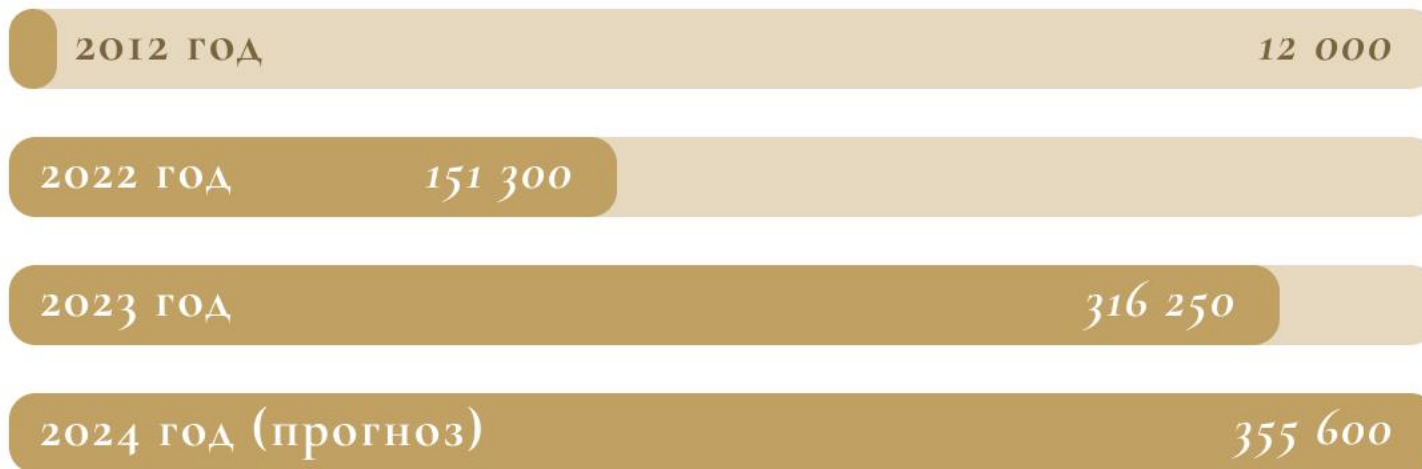 2012 год 12 000
2022 год 151 300
2023 год 316 250
2024 год (прогноз) 355 600